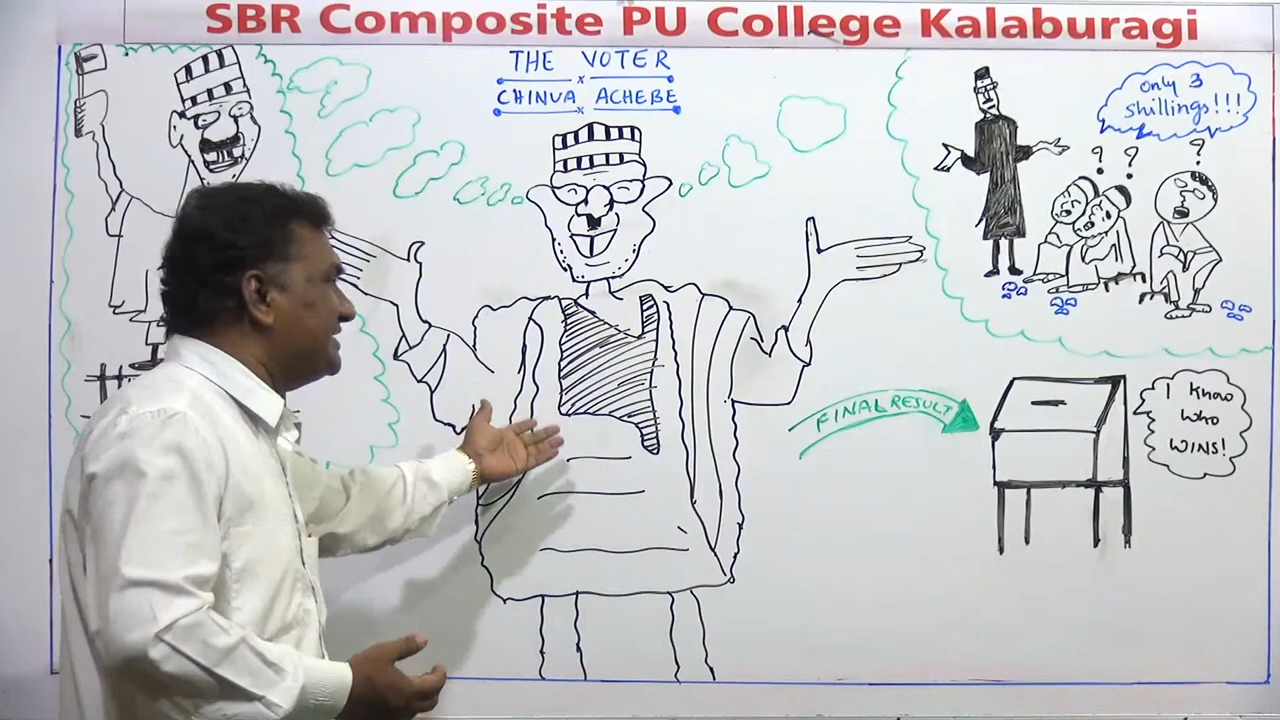 SBR Composite PU College Kalaburagi
THE VOTER
CHINUA ACHEBE
Only 3
Shillings!!!
? ? ?
FINAL RESULT
I Know
Who
WINS!